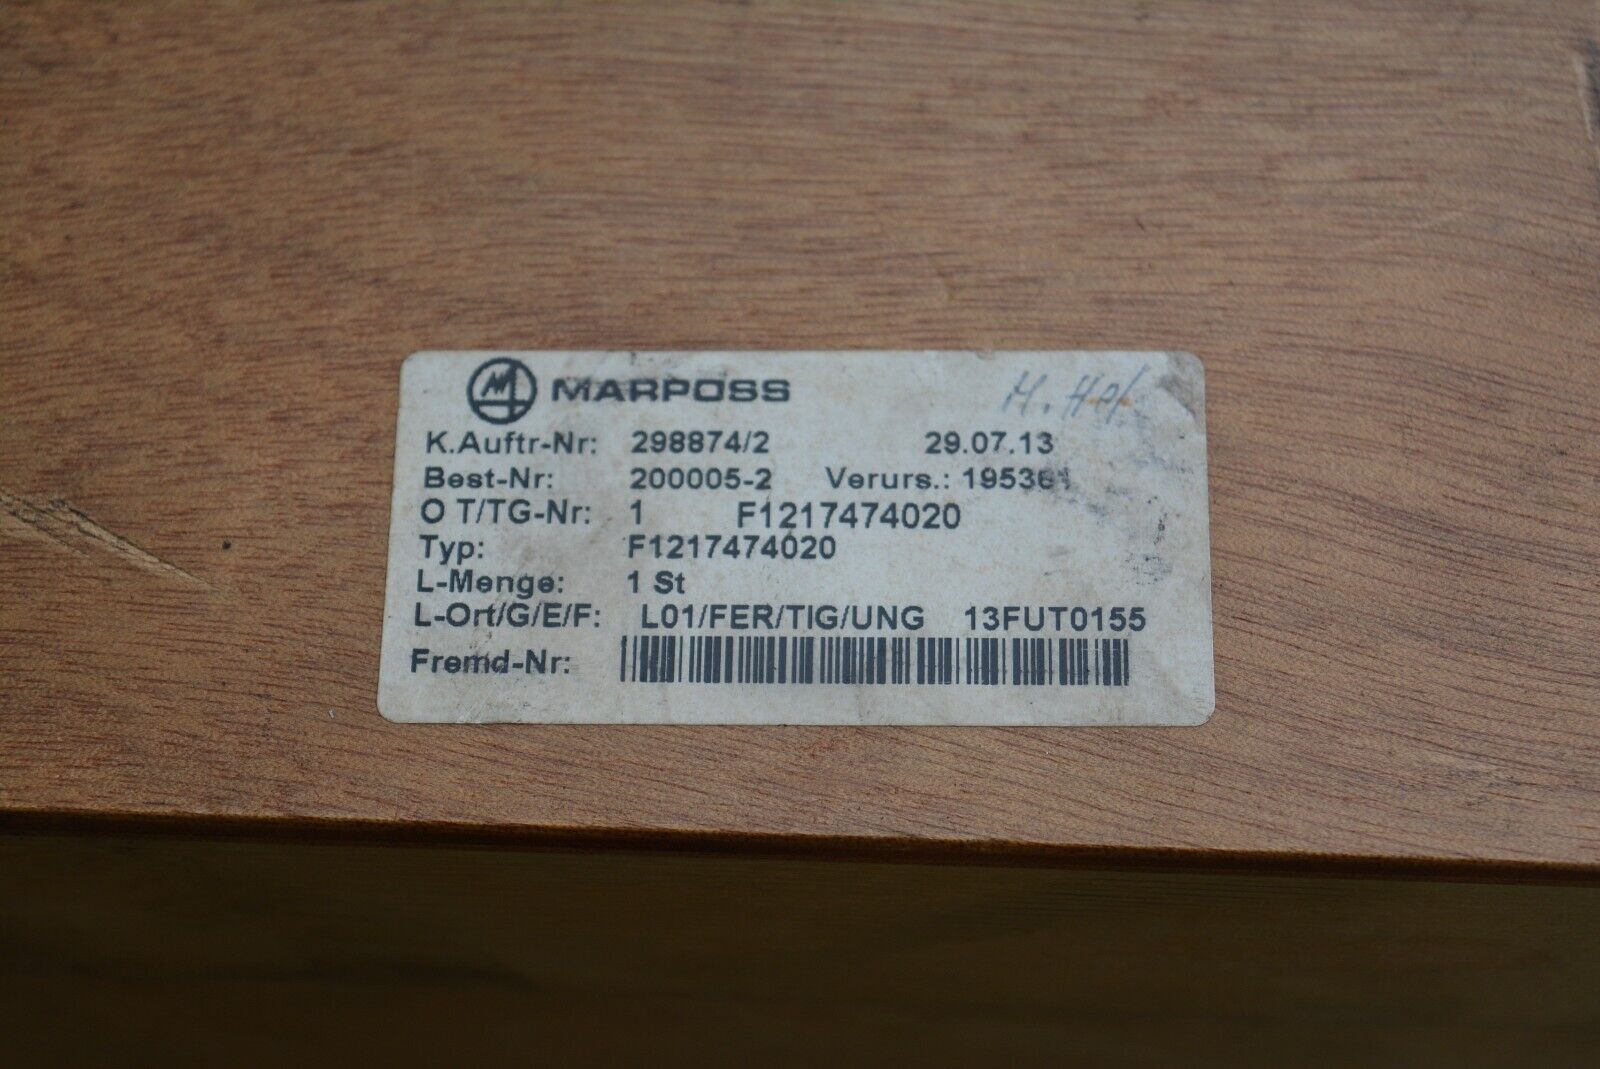 MARPOSS
K.Auftr-Nr: 298874/2 29.07.13
Best-Nr: 200005-2 Verurs.: 195361
O T/TG-Nr: 1 F1217474020
Typ: F1217474020
L-Menge: 1 St
L-Ort/G/E/F: L01/FER/TIG/UNG 13FUT0155
Fremd-Nr: